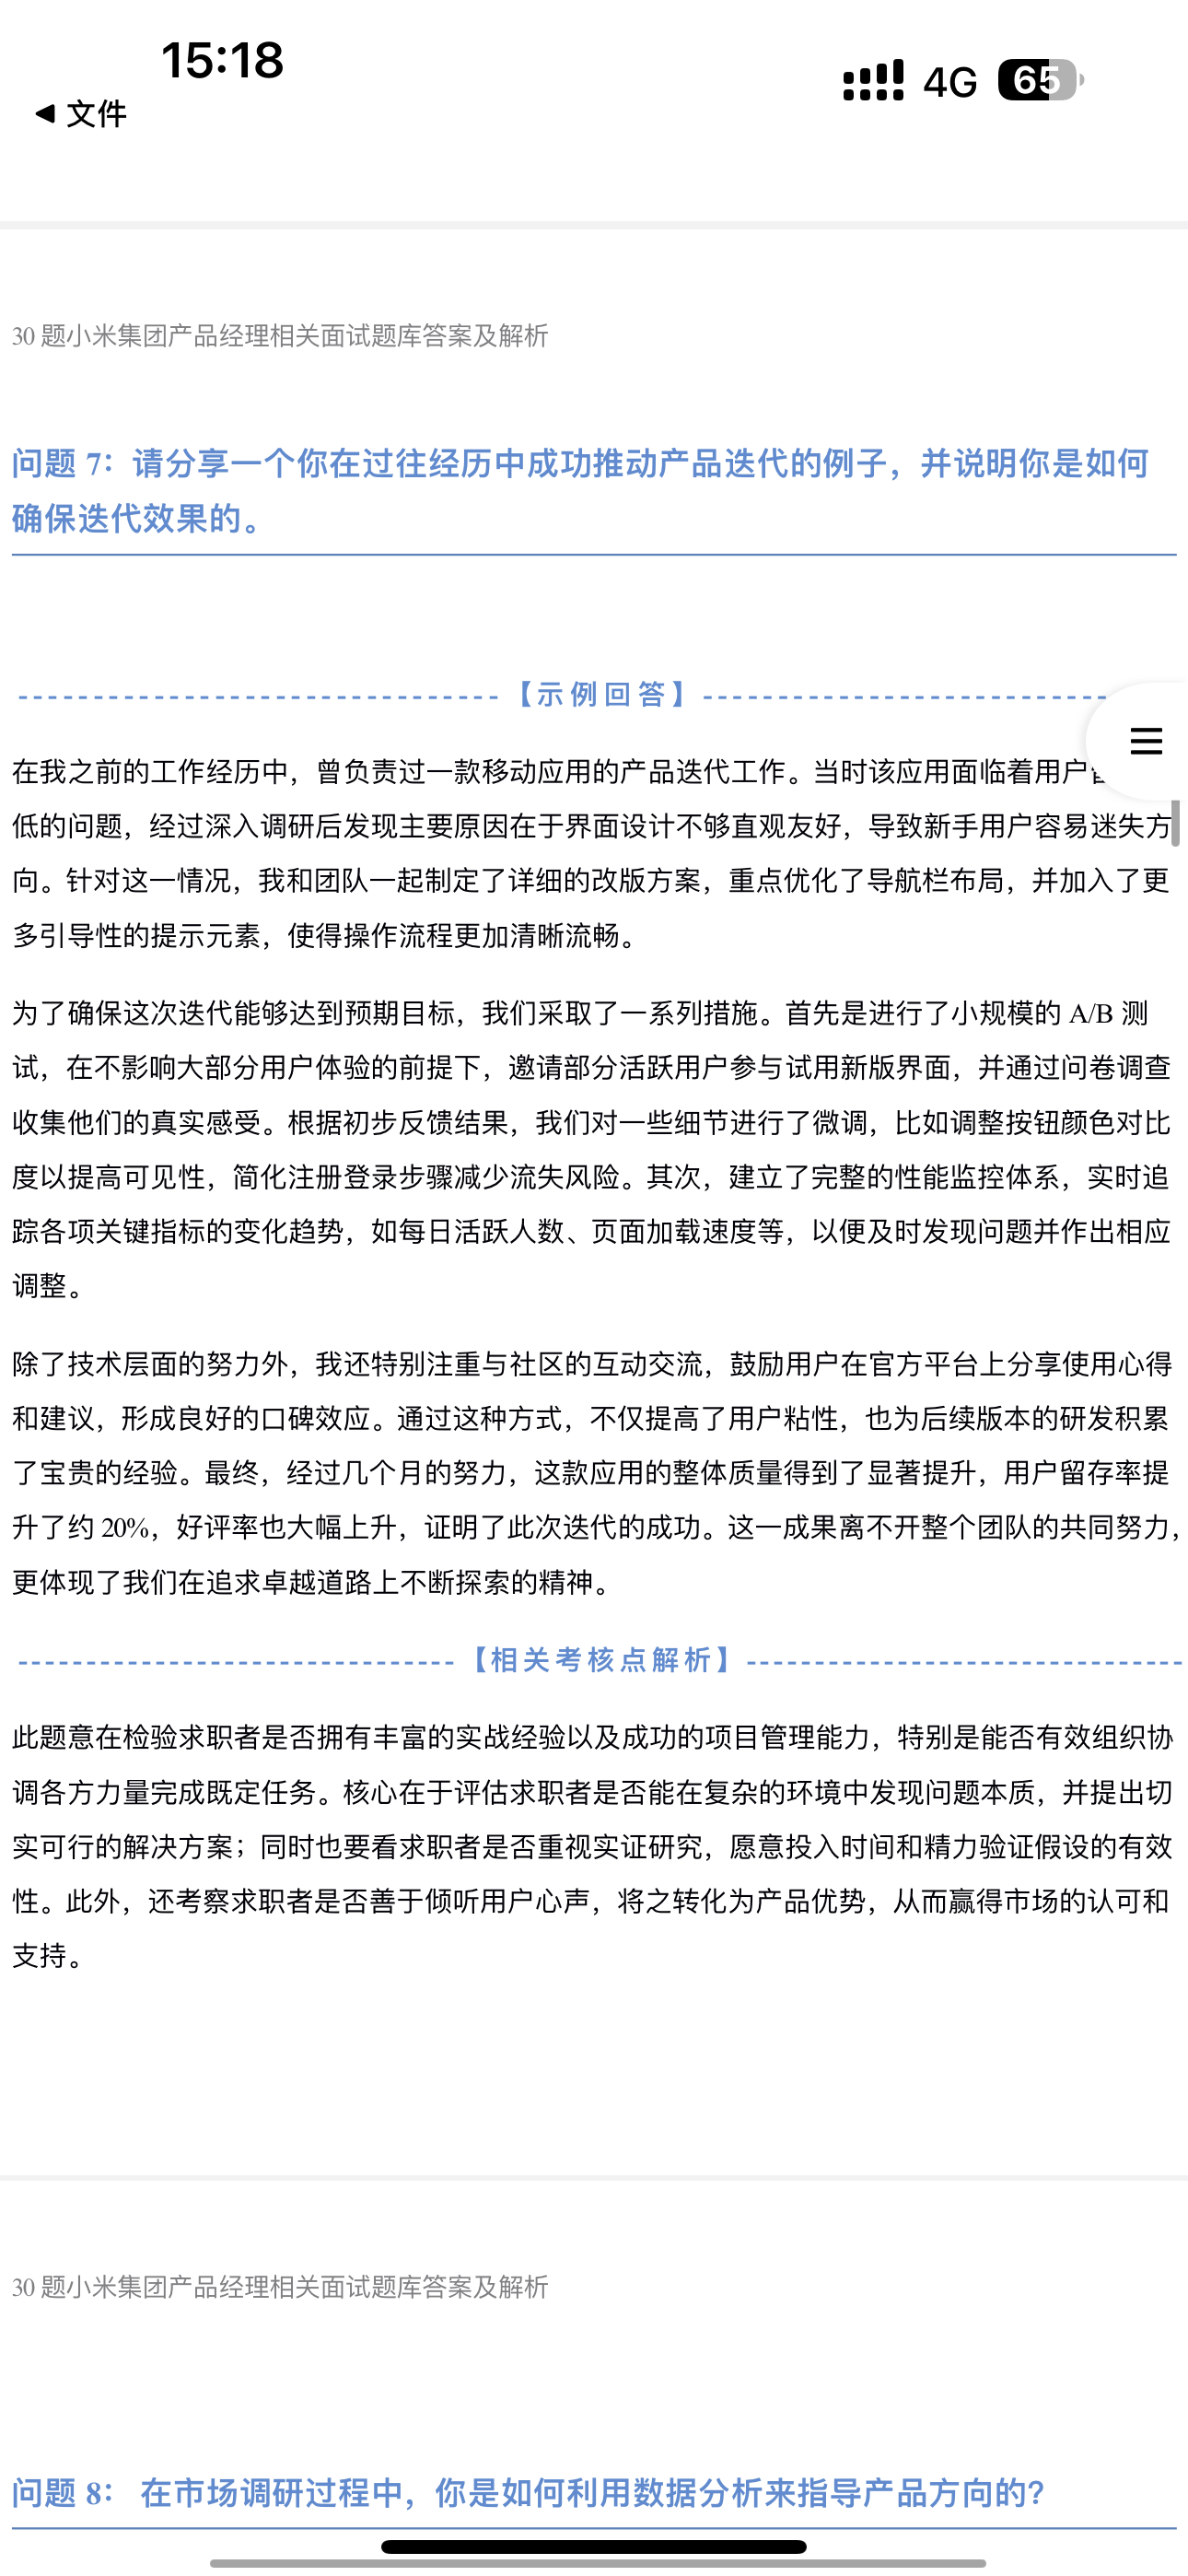 15:18
4G
65
文件
30 题小米集团产品经理相关面试题库答案及解析
问题 7：请分享一个你在过往经历中成功推动产品迭代的例子，并说明你是如何
确保迭代效果的。
【示例回答】
在我之前的工作经历中，曾负责过一款移动应用的产品迭代工作。当时该应用面临着用户
低的问题，经过深入调研后发现主要原因在于界面设计不够直观友好，导致新手用户容易迷失方
向。针对这一情况，我和团队一起制定了详细的改版方案，重点优化了导航栏布局，并加入了更
多引导性的提示元素，使得操作流程更加清晰流畅。
为了确保这次迭代能够达到预期目标，我们采取了一系列措施。首先是进行了小规模的 A/B 测
试，在不影响大部分用户体验的前提下，邀请部分活跃用户参与试用新版界面，并通过问卷调查
收集他们的真实感受。根据初步反馈结果，我们对一些细节进行了微调，比如调整按钮颜色对比
度以提高可见性，简化注册登录步骤减少流失风险。其次，建立了完整的性能监控体系，实时追
踪各项关键指标的变化趋势，如每日活跃人数、页面加载速度等，以便及时发现问题并作出相应
调整。
除了技术层面的努力外，我还特别注重与社区的互动交流，鼓励用户在官方平台上分享使用心得
和建议，形成良好的口碑效应。通过这种方式，不仅提高了用户粘性，也为后续版本的研发积累
了宝贵的经验。最终，经过几个月的努力，这款应用的整体质量得到了显著提升，用户留存率提
升了约 20%，好评率也大幅上升，证明了此次迭代的成功。这一成果离不开整个团队的共同努力，
更体现了我们在追求卓越道路上不断探索的精神。
【相关考核点解析】
此题意在检验求职者是否拥有丰富的实战经验以及成功的项目管理能力，特别是能否有效组织协
调各方力量完成既定任务。核心在于评估求职者是否能在复杂的环境中发现问题本质，并提出切
实可行的解决方案；同时也要看求职者是否重视实证研究，愿意投入时间和精力验证假设的有效
性。此外，还考察求职者是否善于倾听用户心声，将之转化为产品优势，从而赢得市场的认可和
支持。
30 题小米集团产品经理相关面试题库答案及解析
问题 8： 在市场调研过程中，你是如何利用数据分析来指导产品方向的?